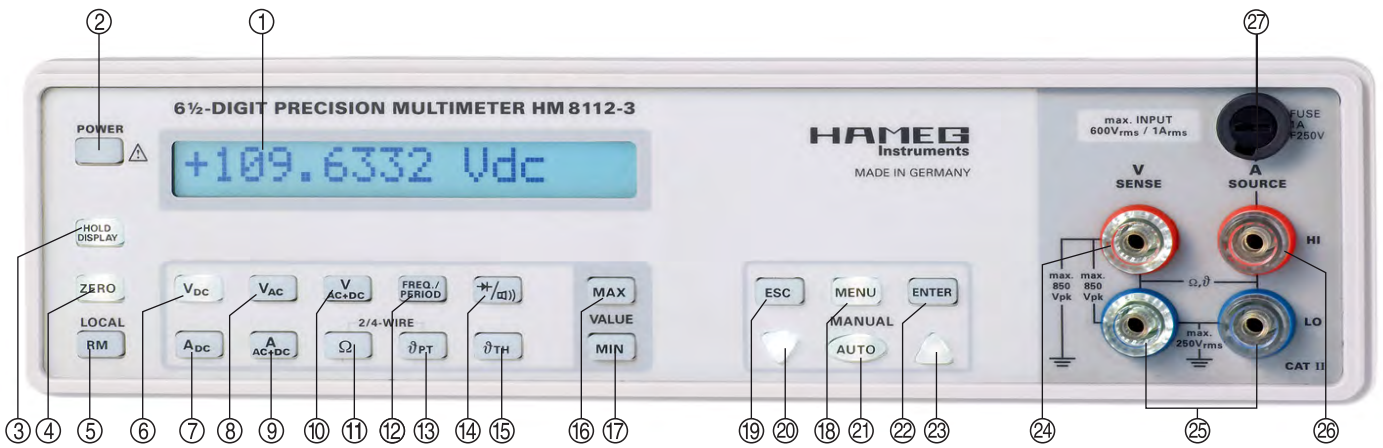 ② ① ㉗
6½-DIGIT PRECISION MULTIMETER HM 8112-3
POWER
+109.6332 Vdc
HAMEG
Instruments
MADE IN GERMANY
max. INPUT
600Vrms / 1Arms
FUSE
1A
F250V
V
SENSE
A
SOURCE
HOLD
DISPLAY
ZERO
LOCAL
RM
VDC
VAC
V
AC+DC
FREQ./
PERIOD
2/4-WIRE
ADC
A
AC+DC
Ω
ϑPT
ϑTH
MAX
VALUE
MIN
ESC
MENU
ENTER
MANUAL
AUTO
HI
max.
850
Vpk
max.
850
Vpk
Ω,ϑ
LO
max.
250Vrms
CAT II
③ ④ ⑤ ⑥ ⑦ ⑧ ⑨ ⑩ ⑪ ⑫ ⑬ ⑭ ⑮ ⑯ ⑰ ⑲ ⑳ ⑱ ㉑ ㉒ ㉓ ㉔ ㉕ ㉖